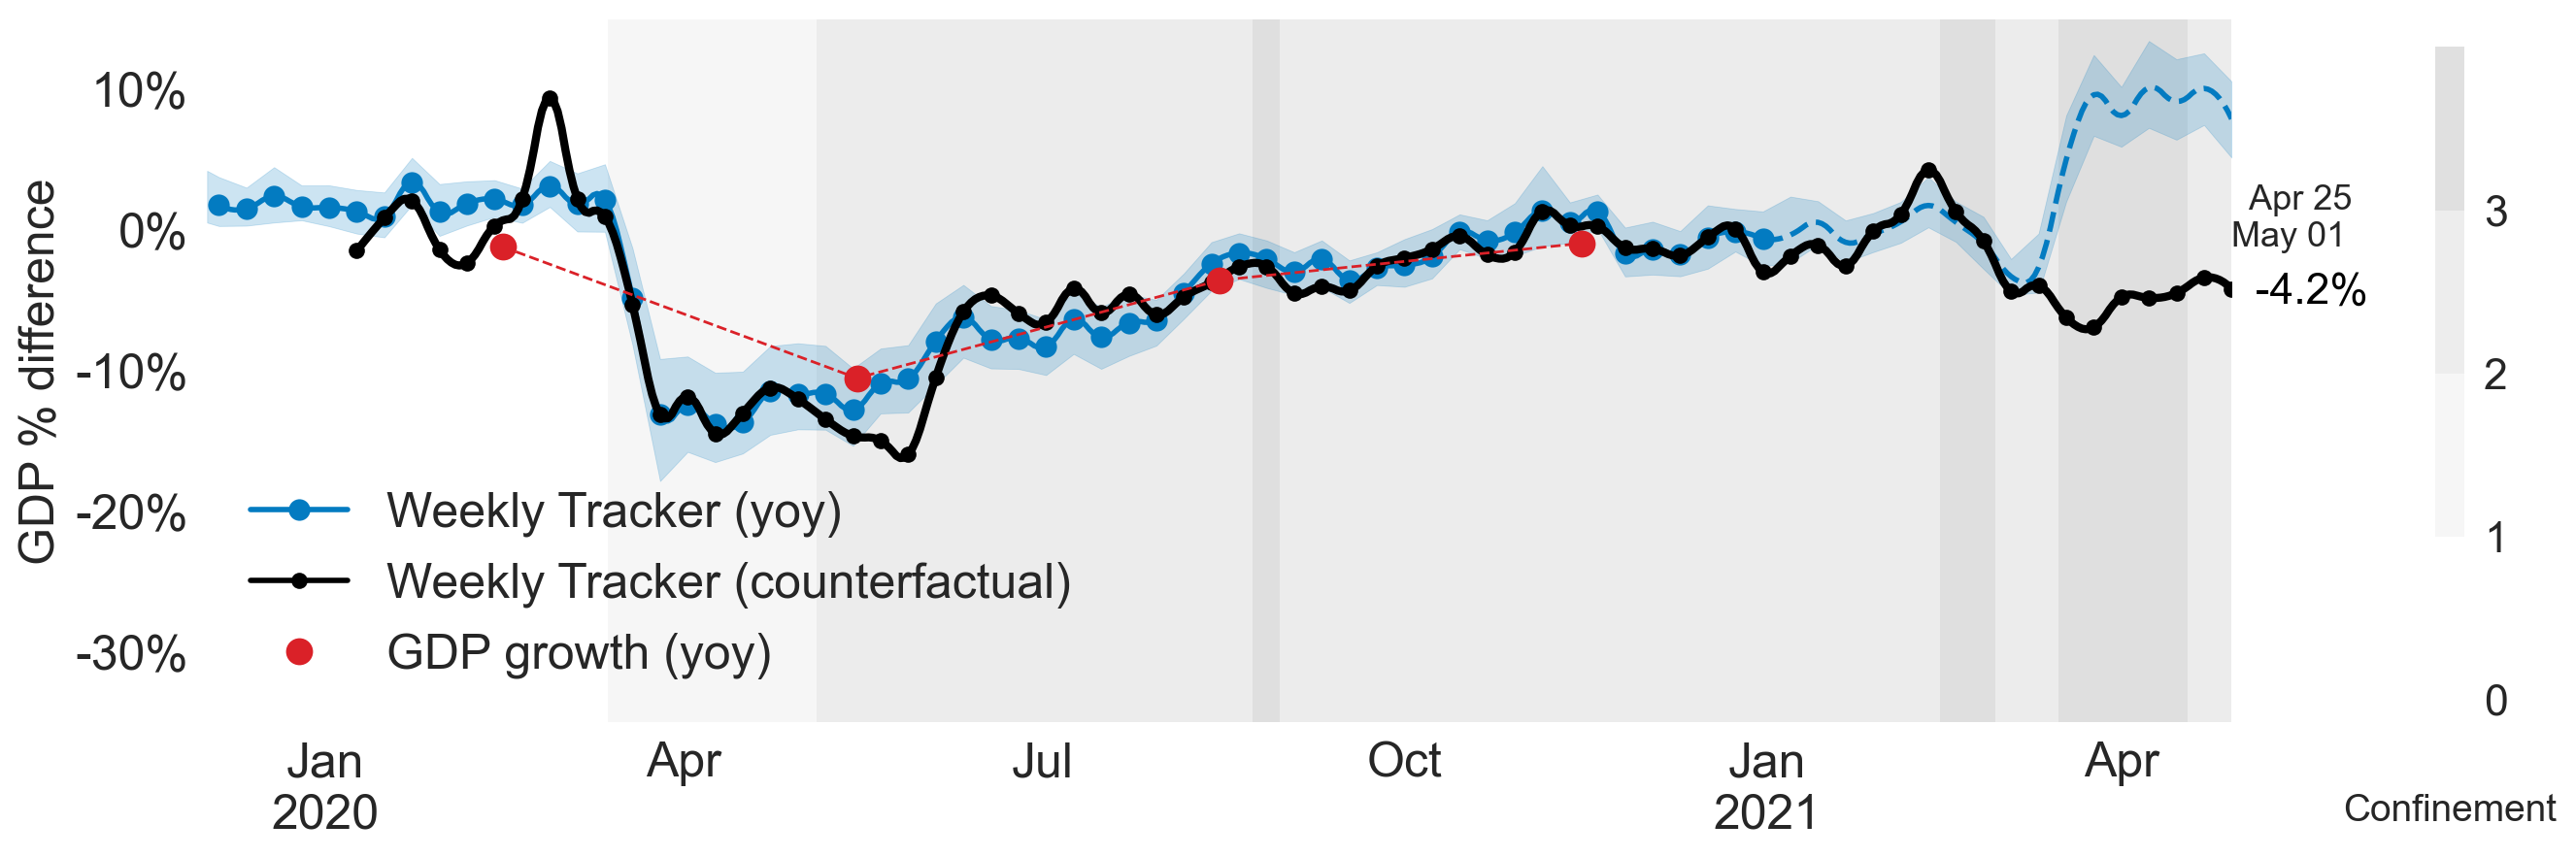 GDP % difference
10%
0%
-10%
-20%
-30%
Weekly Tracker (yoy)
Weekly Tracker (counterfactual)
GDP growth (yoy)
Jan
2020
Apr
Jul
Oct
Jan
2021
Apr
Apr 25
May 01
-4.2%
3
2
1
0
Confinement